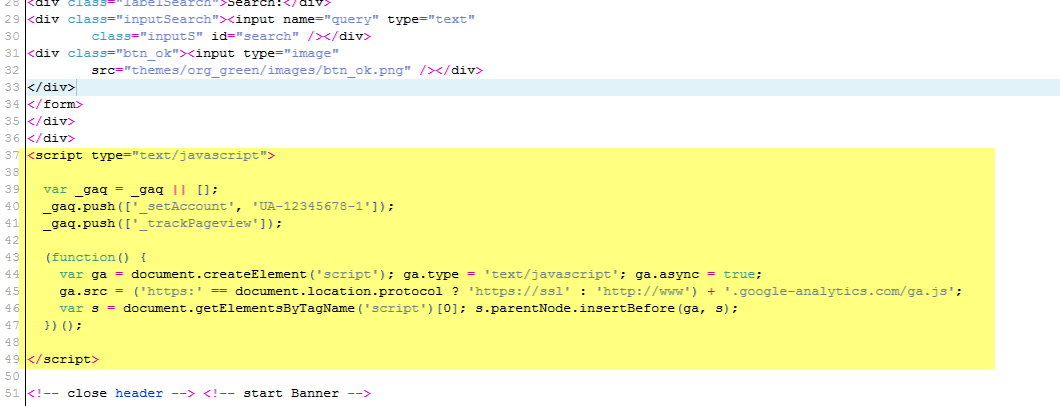 28 <div class="labelSearch">Search:</div>
29 <div class="inputSearch"><input name="query" type="text"
30 class="inputS" id="search" /></div>
31 <div class="btn_ok"><input type="image"
32 src="themes/org_green/images/btn_ok.png" /></div>
33 </div>
34 </form>
35 </div>
36 </div>
37 <script type="text/javascript">
38
39 var _gaq = _gaq || [];
40 _gaq.push(['_setAccount', 'UA-12345678-1']);
41 _gaq.push(['_trackPageview']);
42
43 (function() {
44 var ga = document.createElement('script'); ga.type = 'text/javascript'; ga.async = true;
45 ga.src = ('https:' == document.location.protocol ? 'https://ssl' : 'http://www') + '.google-analytics.com/ga.js';
46 var s = document.getElementsByTagName('script')[0]; s.parentNode.insertBefore(ga, s);
47 })();
48
49 </script>
50
51 <!-- close header --> <!-- start Banner -->